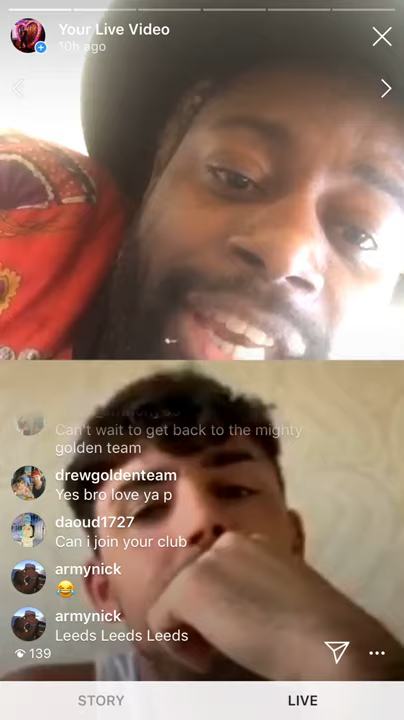 Your Live Video
10h ago
Can't wait to get back to the mighty
golden team
drewgoldenteam
Yes bro love ya p
daoud1727
Can i join your club
armynick
😂
armynick
Leeds Leeds Leeds
139
STORY
LIVE